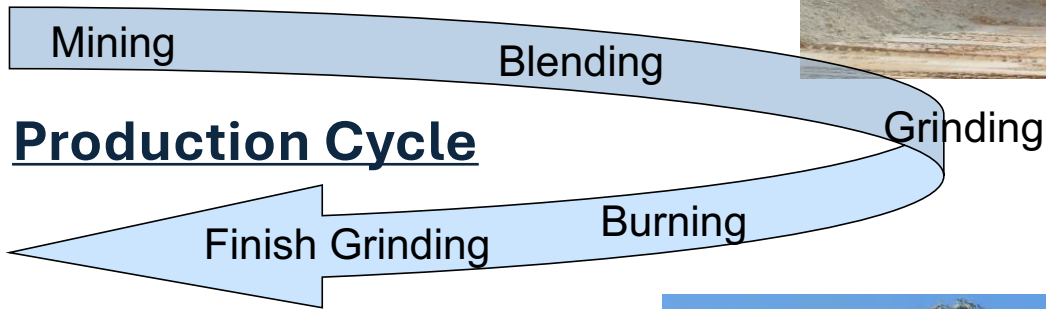 Mining
Blending
Grinding
Production Cycle
Burning
Finish Grinding